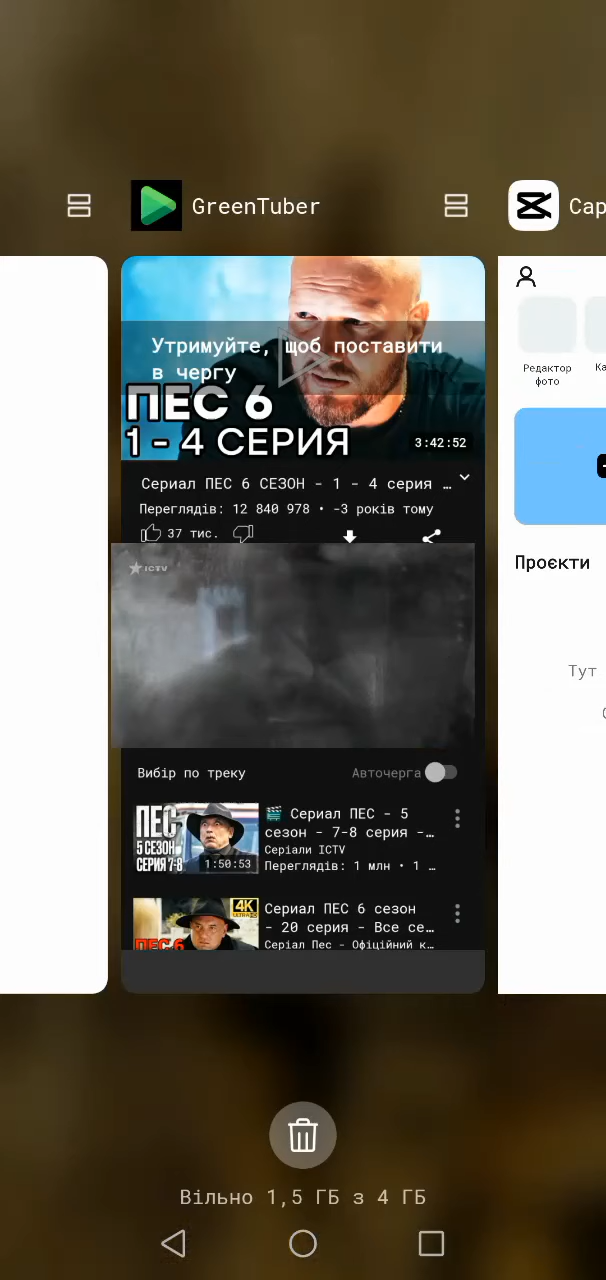 GreenTuber
Cap
Утримуйте, щоб поставити
в чергу
ПЕС 6
1 - 4 СЕРИЯ
3:42:52
Сериал ПЕС 6 СЕЗОН - 1 - 4 серия …
Переглядів: 12 840 978 • -3 років тому
37 тис.
ICTV
Вибір по треку
Авточерга
ПЕС
5 СЕЗОН
СЕРИЯ 7-8
1:50:53
🎬 Сериал ПЕС - 5
сезон - 7-8 серия -…
Серіали ICTV
Переглядів: 1 млн • 1 …
4K
ULTRA HD
ПЕС 6
Сериал ПЕС 6 сезон
- 20 серия - Все се…
Серіал Пес - Офіційний к…
Редактор
фото
Ка
Проєкти
Тут
Вільно 1,5 ГБ з 4 ГБ